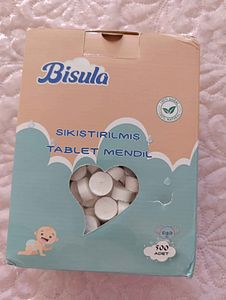 Bisula
SIKIŞTIRILMIŞ
TABLET MENDİL
500
ADET